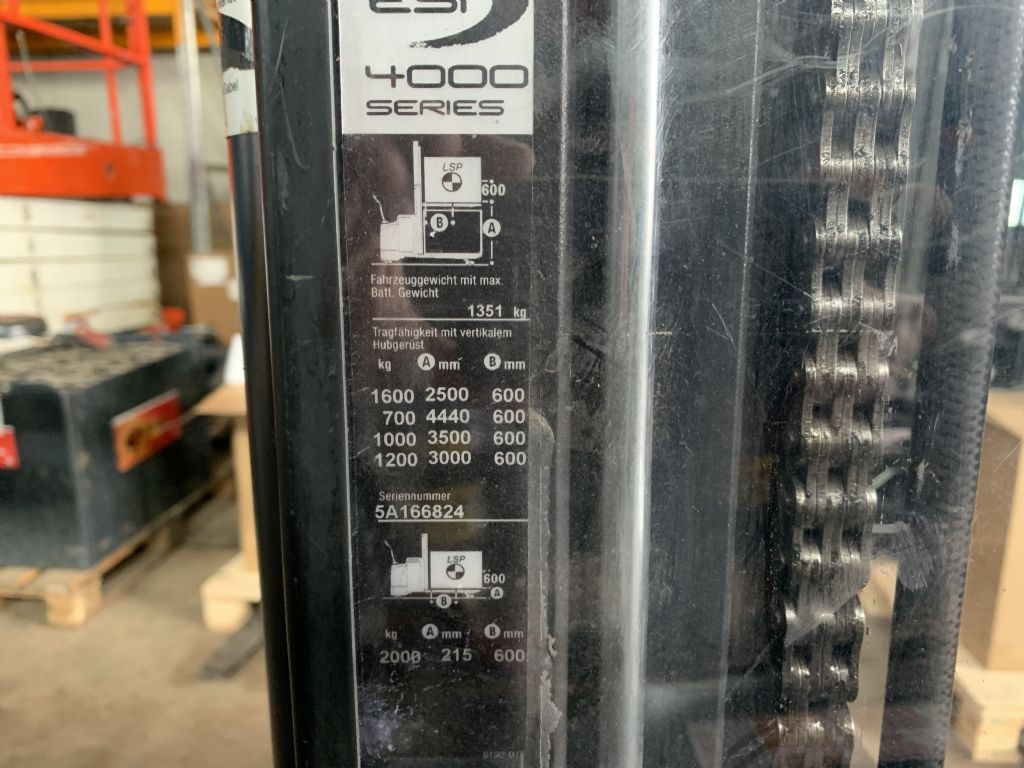 Gabel
ESi
4000
SERIES
LSP
600
B A
Fahrzeuggewicht mit max.
Batt. Gewicht
1351 kg
Tragfähigkeit mit vertikalem
Hubgerüst
kg A mm B mm
1600 2500 600
700 4440 600
1000 3500 600
1200 3000 600
Seriennummer
5A166824
LSP
600
B A
kg A mm B mm
2000 215 600